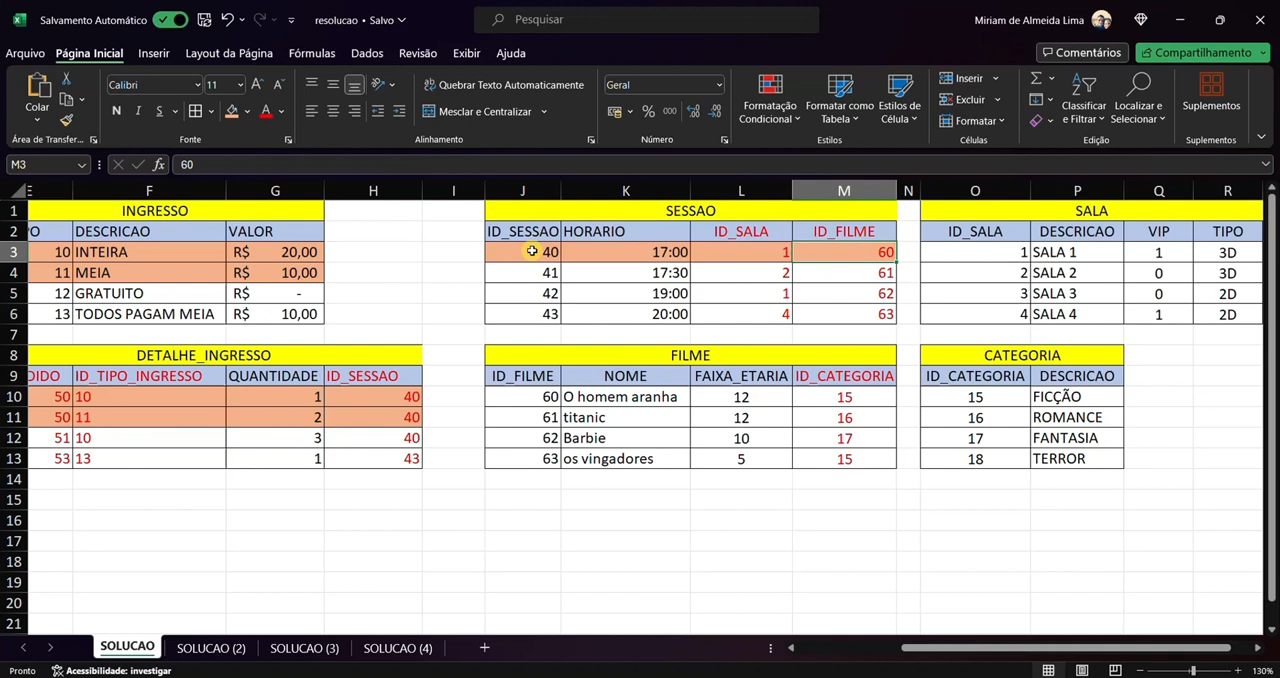 Salvamento Automático
resolucao • Salvo
Pesquisar
Miriam de Almeida Lima
Arquivo Página Inicial Inserir Layout da Página Fórmulas Dados Revisão Exibir Ajuda
Comentários
Compartilhamento
Colar
Calibri 11
N I S
Quebrar Texto Automaticamente
Mesclar e Centralizar
Geral
% 000
Formatação Condicional
Formatar como Tabela
Estilos de Célula
Inserir
Excluir
Formatar
Classificar e Filtrar
Localizar e Selecionar
Suplementos
Área de Transfer... Fonte Alinhamento Número Estilos Células Edição Suplementos
M3 fx 60
E F G H I J K L M N O P Q R
1 INGRESSO SESSAO SALA
2 O DESCRICAO VALOR ID_SESSAO HORARIO ID_SALA ID_FILME ID_SALA DESCRICAO VIP TIPO
3 10 INTEIRA R$ 20,00 40 17:00 1 60 1 SALA 1 1 3D
4 11 MEIA R$ 10,00 41 17:30 2 61 2 SALA 2 0 3D
5 12 GRATUITO R$ - 42 19:00 1 62 3 SALA 3 0 2D
6 13 TODOS PAGAM MEIA R$ 10,00 43 20:00 4 63 4 SALA 4 1 2D
7
8 DETALHE_INGRESSO FILME CATEGORIA
9 DIDO ID_TIPO_INGRESSO QUANTIDADE ID_SESSAO ID_FILME NOME FAIXA_ETARIA ID_CATEGORIA ID_CATEGORIA DESCRICAO
10 50 10 1 40 60 O homem aranha 12 15 15 FICÇÃO
11 50 11 2 40 61 titanic 12 16 16 ROMANCE
12 51 10 3 40 62 Barbie 10 17 17 FANTASIA
13 53 13 1 43 63 os vingadores 5 15 18 TERROR
14
15
16
17
18
19
20
21
SOLUCAO SOLUCAO (2) SOLUCAO (3) SOLUCAO (4)
Pronto Acessibilidade: investigar 130%